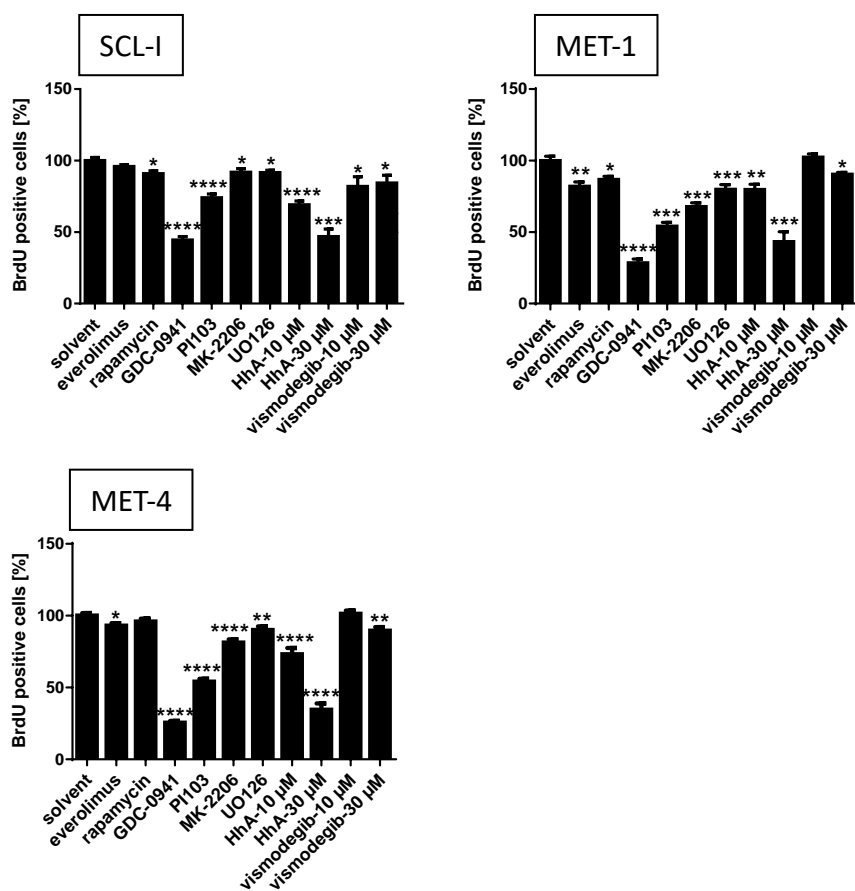 SCL-I
BrdU positive cells [%]
150
100
50
0
*
****
****
*
*
****
***
*
*
solvent
everolimus
rapamycin
GDC-0941
PI103
MK-2206
UO126
HhA-10 µM
HhA-30 µM
vismodegib-10 µM
vismodegib-30 µM
MET-1
BrdU positive cells [%]
150
100
50
0
**
*
****
***
***
***
**
***
*
solvent
everolimus
rapamycin
GDC-0941
PI103
MK-2206
UO126
HhA-10 µM
HhA-30 µM
vismodegib-10 µM
vismodegib-30 µM
MET-4
BrdU positive cells [%]
150
100
50
0
*
****
****
****
**
****
****
**
solvent
everolimus
rapamycin
GDC-0941
PI103
MK-2206
UO126
HhA-10 µM
HhA-30 µM
vismodegib-10 µM
vismodegib-30 µM